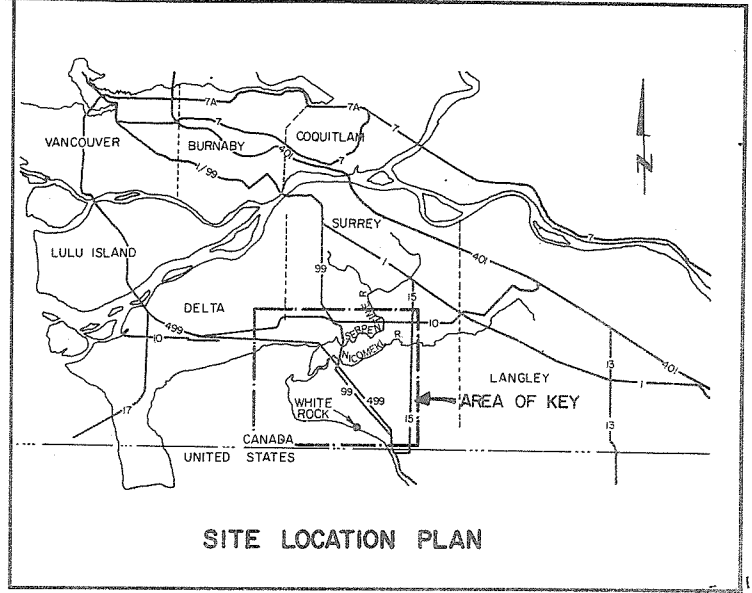 7A
7A
7
7
VANCOUVER
BURNABY
COQUITLAM
401
7
1/99
N
SURREY
LULU ISLAND
99
1
401
7
15
DELTA
SERPENTINE R.
499
10
10
NICOMEKL R.
13
401
LANGLEY
1
99
499
AREA OF KEY
17
WHITE
ROCK
15
13
CANADA
UNITED STATES
SITE LOCATION PLAN